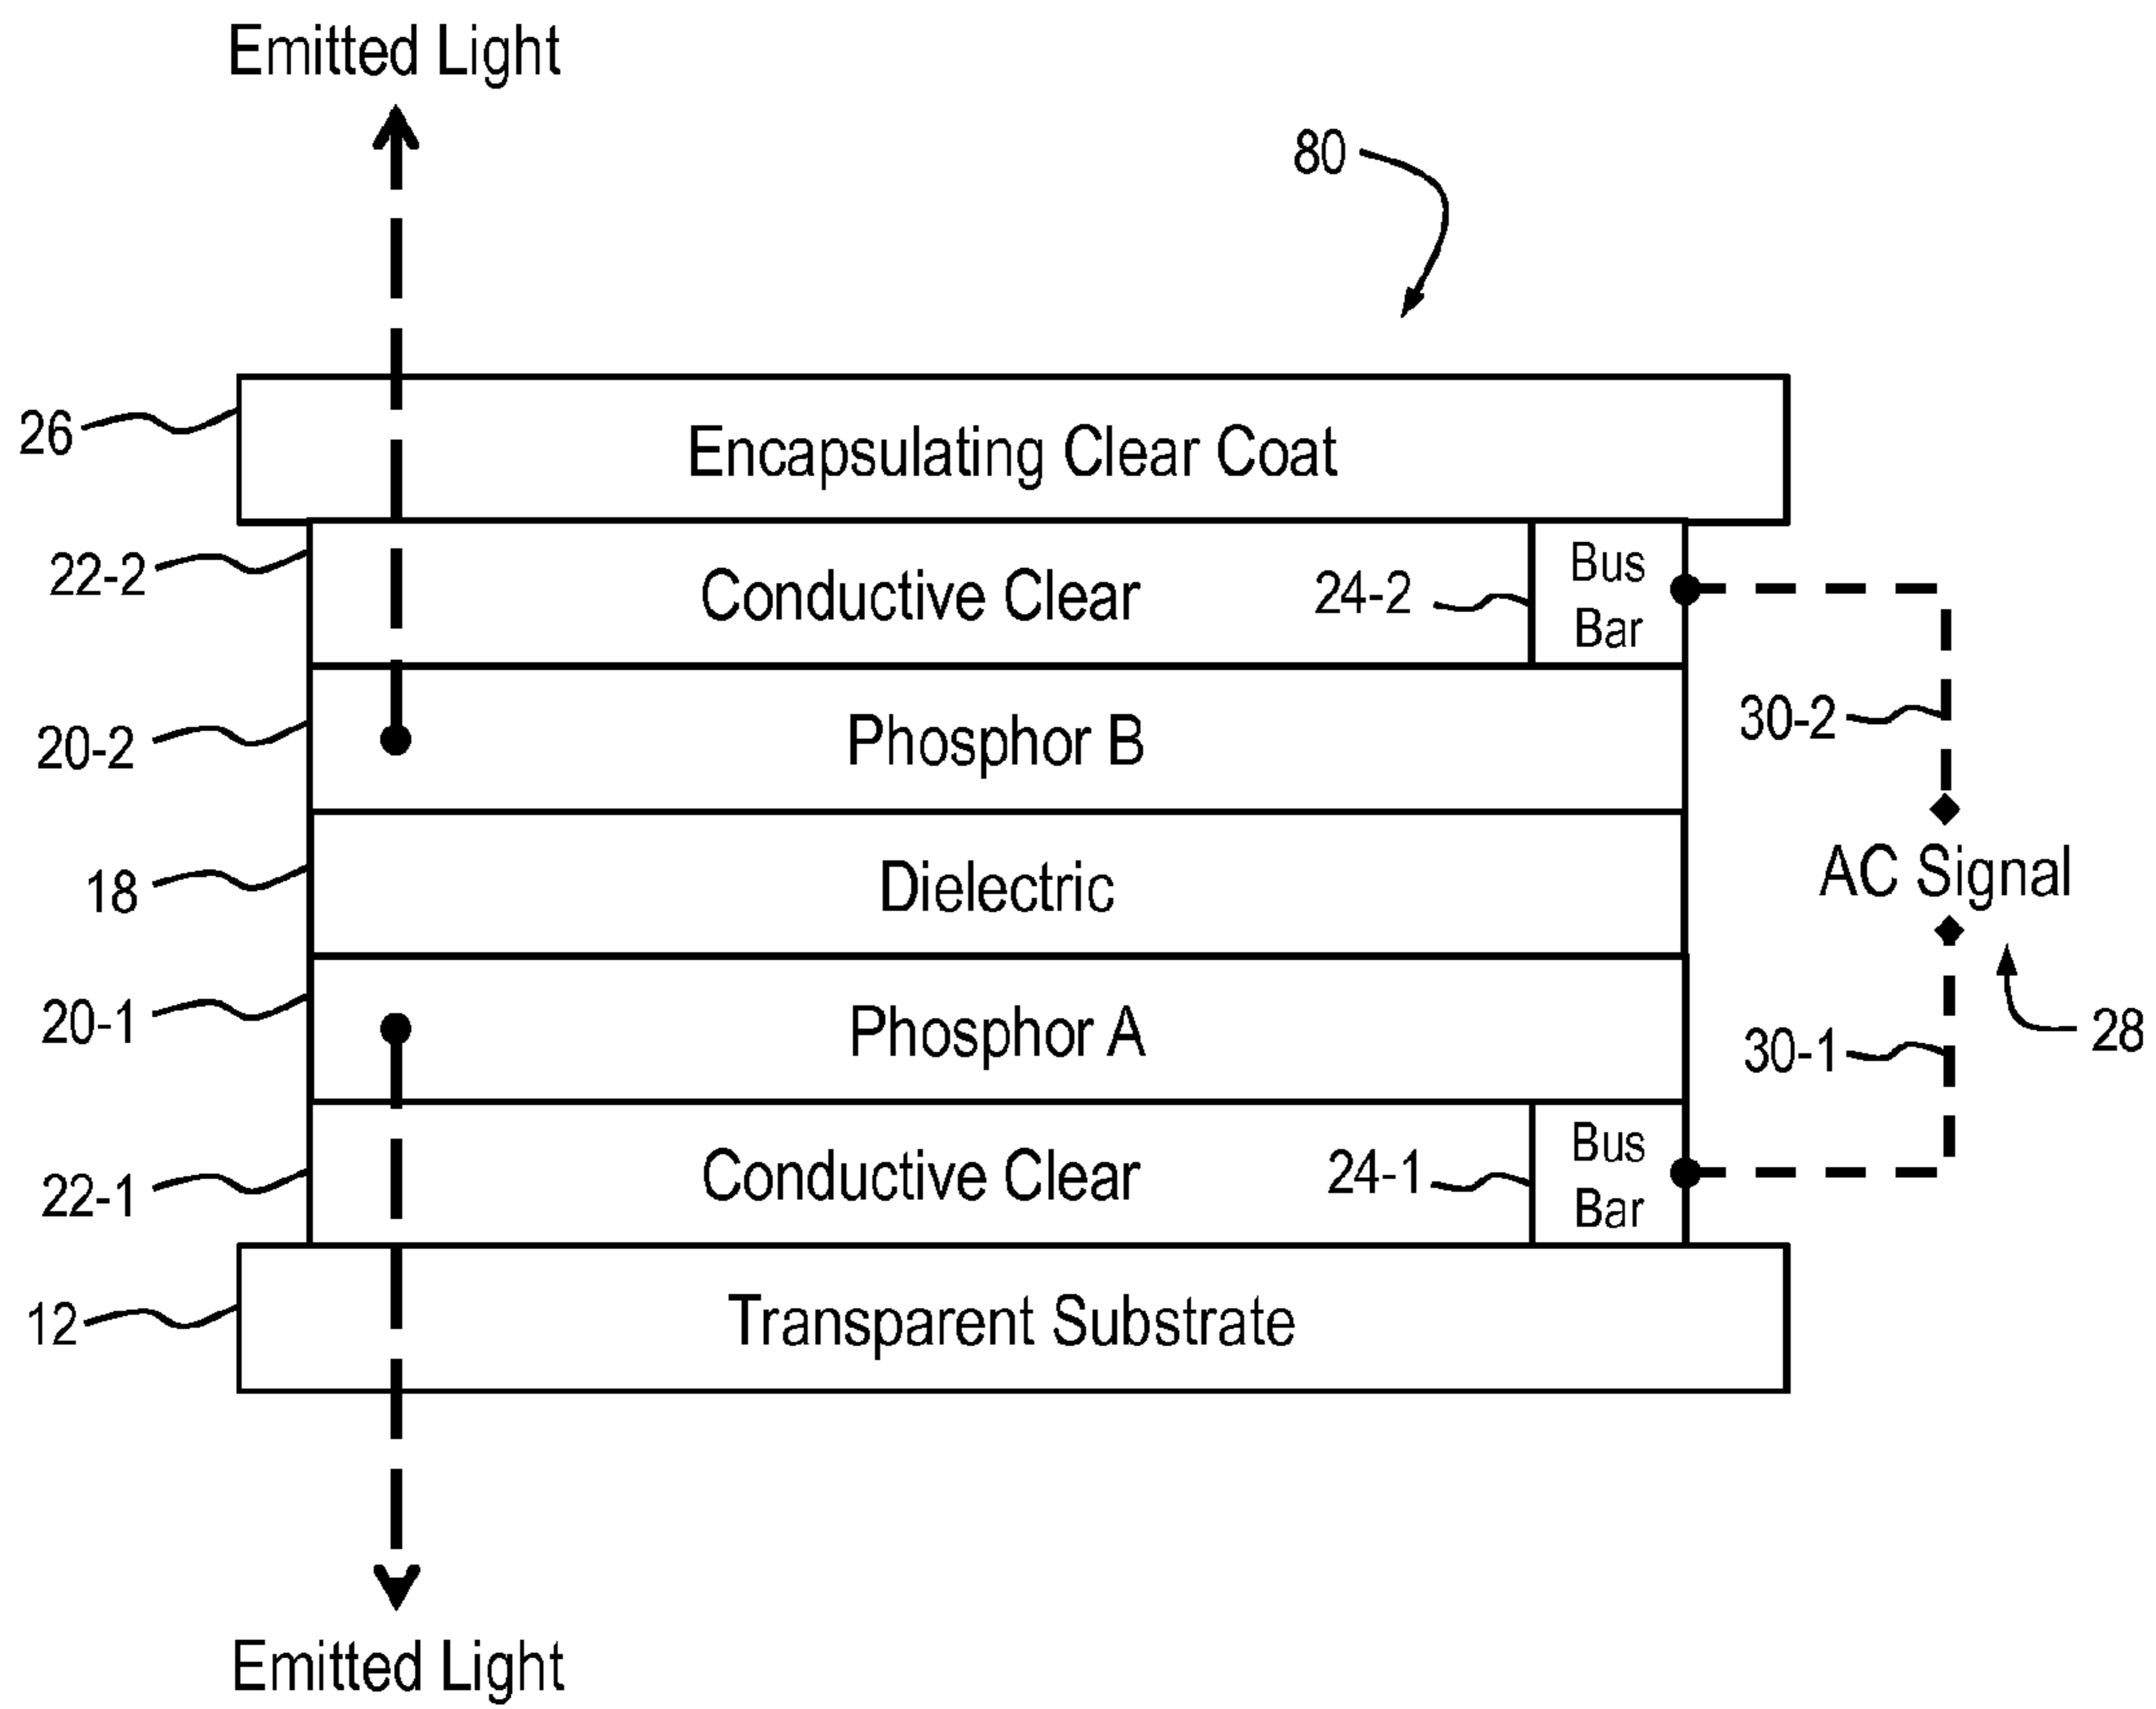 Emitted Light
80
26
Encapsulating Clear Coat
22-2
Conductive Clear
24-2
Bus
Bar
20-2
Phosphor B
30-2
18
Dielectric
AC Signal
20-1
Phosphor A
30-1
28
22-1
Conductive Clear
24-1
Bus
Bar
12
Transparent Substrate
Emitted Light